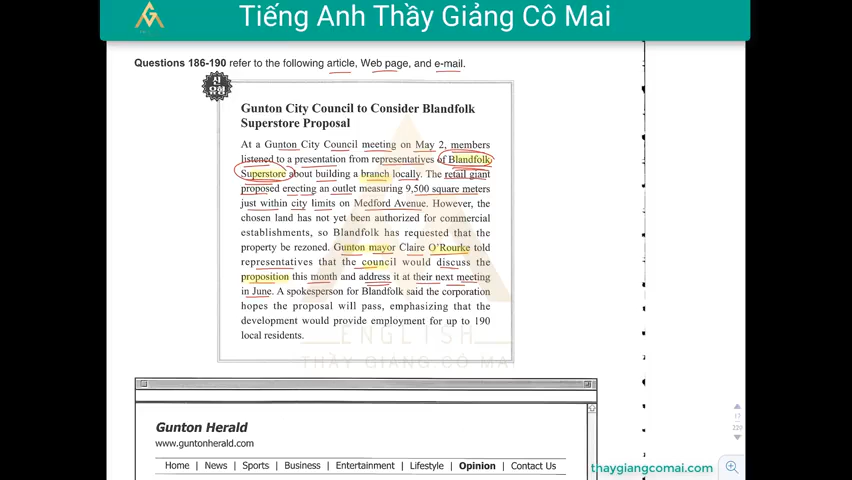 Tiếng Anh Thầy Giảng Cô Mai
Questions 186-190 refer to the following article, Web page, and e-mail.
Gunton City Council to Consider Blandfolk
Superstore Proposal
At a Gunton City Council meeting on May 2, members
listened to a presentation from representatives of Blandfolk
Superstore about building a branch locally. The retail giant
proposed erecting an outlet measuring 9,500 square meters
just within city limits on Medford Avenue. However, the
chosen land has not yet been authorized for commercial
establishments, so Blandfolk has requested that the
property be rezoned. Gunton mayor Claire O'Rourke told
representatives that the council would discuss the
proposition this month and address it at their next meeting
in June. A spokesperson for Blandfolk said the corporation
hopes the proposal will pass, emphasizing that the
development would provide employment for up to 190
local residents.
ENGLISH
THẦY GIẢNG CÔ MAI
Gunton Herald
www.guntonherald.com
Home | News | Sports | Business | Entertainment | Lifestyle | Opinion | Contact Us
17
220
thaygiangcomai.com